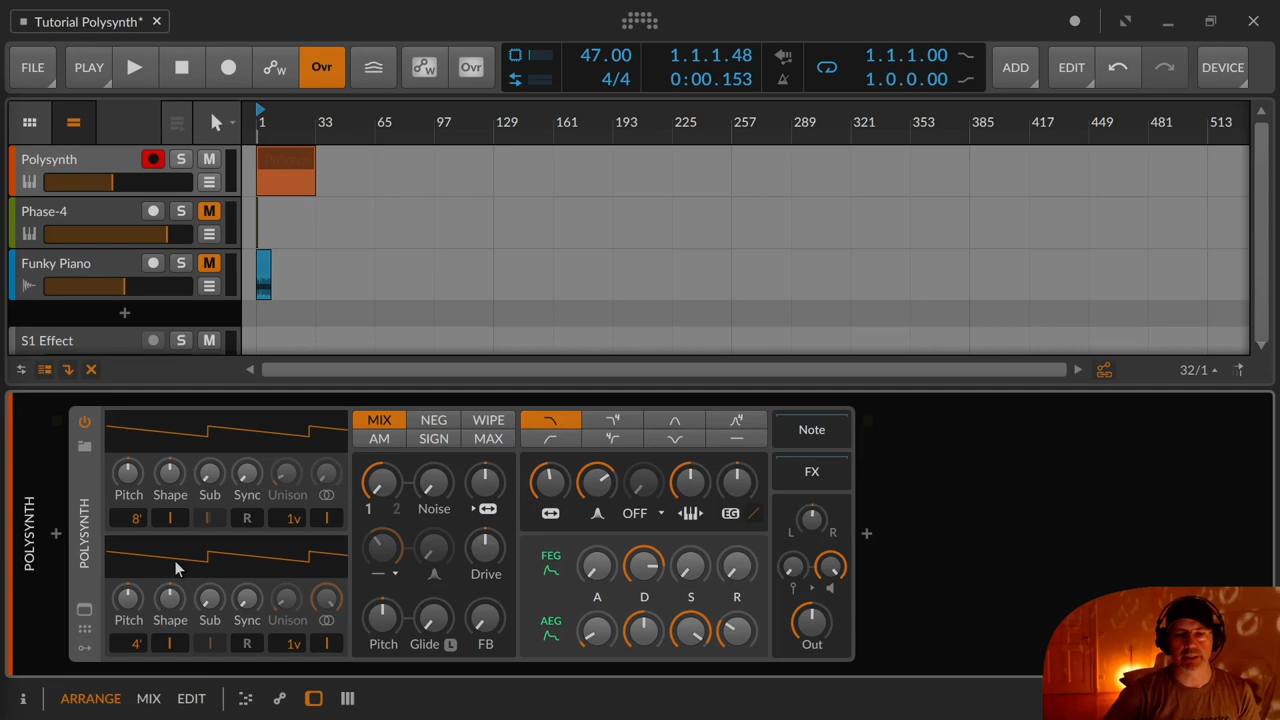 Tutorial Polysynth*
FILE PLAY Ovr Ovr 47.00 4/4 1.1.1.48 0:00.153 1.1.1.00 1.0.0.00 ADD EDIT DEVICE
1 33 65 97 129 161 193 225 257 289 321 353 385 417 449 481 513
Polysynth S M
Phase-4 S M
Funky Piano S M
+
S1 Effect S M
32/1
POLYSYNTH
POLYSYNTH
Pitch Shape Sub Sync Unison
8' R 1v
Pitch Shape Sub Sync Unison
4' R 1v
MIX NEG WIPE
AM SIGN MAX
1 2 Noise
Drive
Pitch Glide L FB
OFF EG
FEG
A D S R
AEG
Note
FX
L R
Out
i ARRANGE MIX EDIT